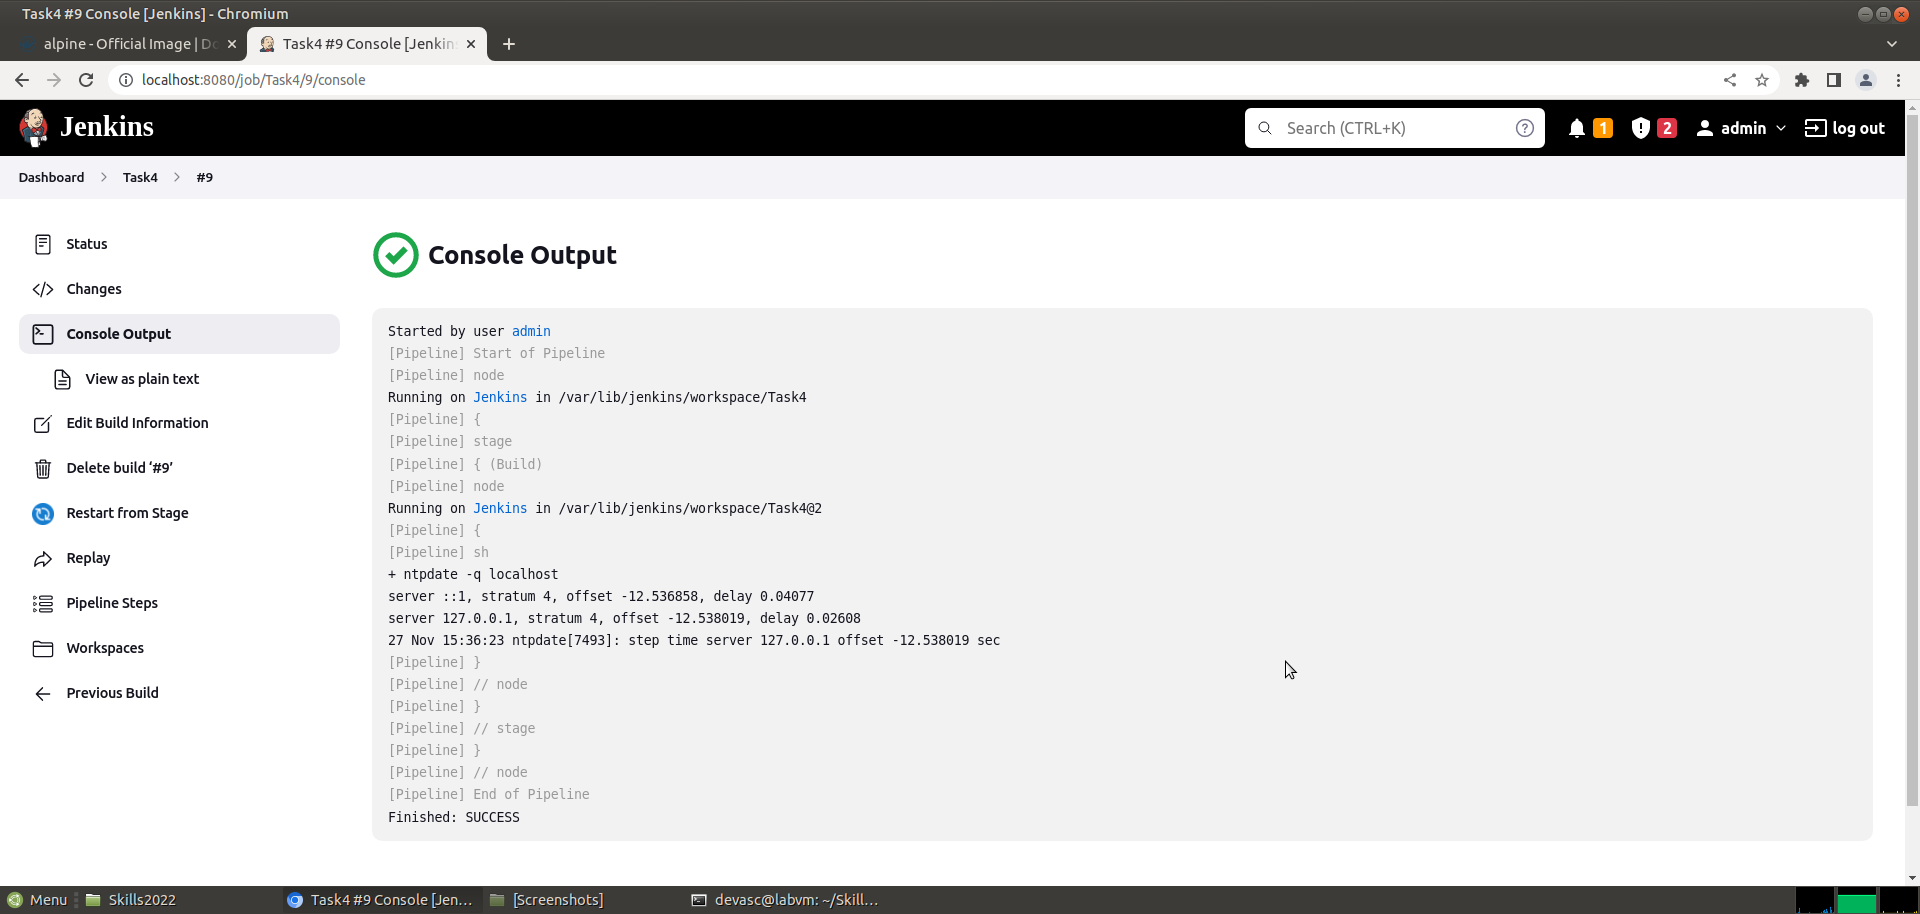 Task4 #9 Console [Jenkins] - Chromium
alpine - Official Image | Do
Task4 #9 Console [Jenkins
localhost:8080/job/Task4/9/console
Jenkins
Search (CTRL+K)
1
2
admin
log out
Dashboard
Task4
#9
Status
Changes
Console Output
View as plain text
Edit Build Information
Delete build ‘#9’
Restart from Stage
Replay
Pipeline Steps
Workspaces
Previous Build
Console Output
Started by user admin
[Pipeline] Start of Pipeline
[Pipeline] node
Running on Jenkins in /var/lib/jenkins/workspace/Task4
[Pipeline] {
[Pipeline] stage
[Pipeline] { (Build)
[Pipeline] node
Running on Jenkins in /var/lib/jenkins/workspace/Task4@2
[Pipeline] {
[Pipeline] sh
+ ntpdate -q localhost
server ::1, stratum 4, offset -12.536858, delay 0.04077
server 127.0.0.1, stratum 4, offset -12.538019, delay 0.02608
27 Nov 15:36:23 ntpdate[7493]: step time server 127.0.0.1 offset -12.538019 sec
[Pipeline] }
[Pipeline] // node
[Pipeline] }
[Pipeline] // stage
[Pipeline] }
[Pipeline] // node
[Pipeline] End of Pipeline
Finished: SUCCESS
Menu
Skills2022
Task4 #9 Console [Jen...
[Screenshots]
devasc@labvm: ~/Skill...